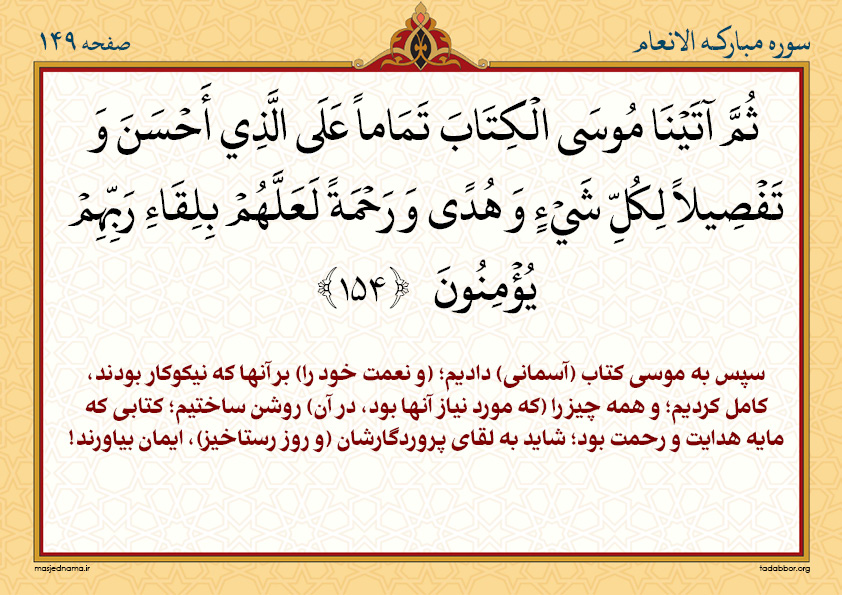 سوره مبارکه الانعام
صفحه ۱۴۹
ثُمَّ آتَيْنَا مُوسَى الْكِتَابَ تَمَاماً عَلَى الَّذِي أَحْسَنَ وَ
تَفْصِيلاً لِكُلِّ شَيْءٍ وَ هُدًى وَ رَحْمَةً لَعَلَّهُمْ بِلِقَاءِ رَبِّهِمْ
يُؤْمِنُونَ ﴿۱۵۴﴾
سپس به موسی کتاب (آسمانی) دادیم؛ (و نعمت خود را) بر آنها که نیکوکار بودند،
کامل کردیم؛ و همه چیز را (که مورد نیاز آنها بود، در آن) روشن ساختیم؛ کتابی که
مایه هدایت و رحمت بود؛ شاید به لقای پروردگارشان (و روز رستاخیز)، ایمان بیاورند!
masjednama.ir
tadabbor.org